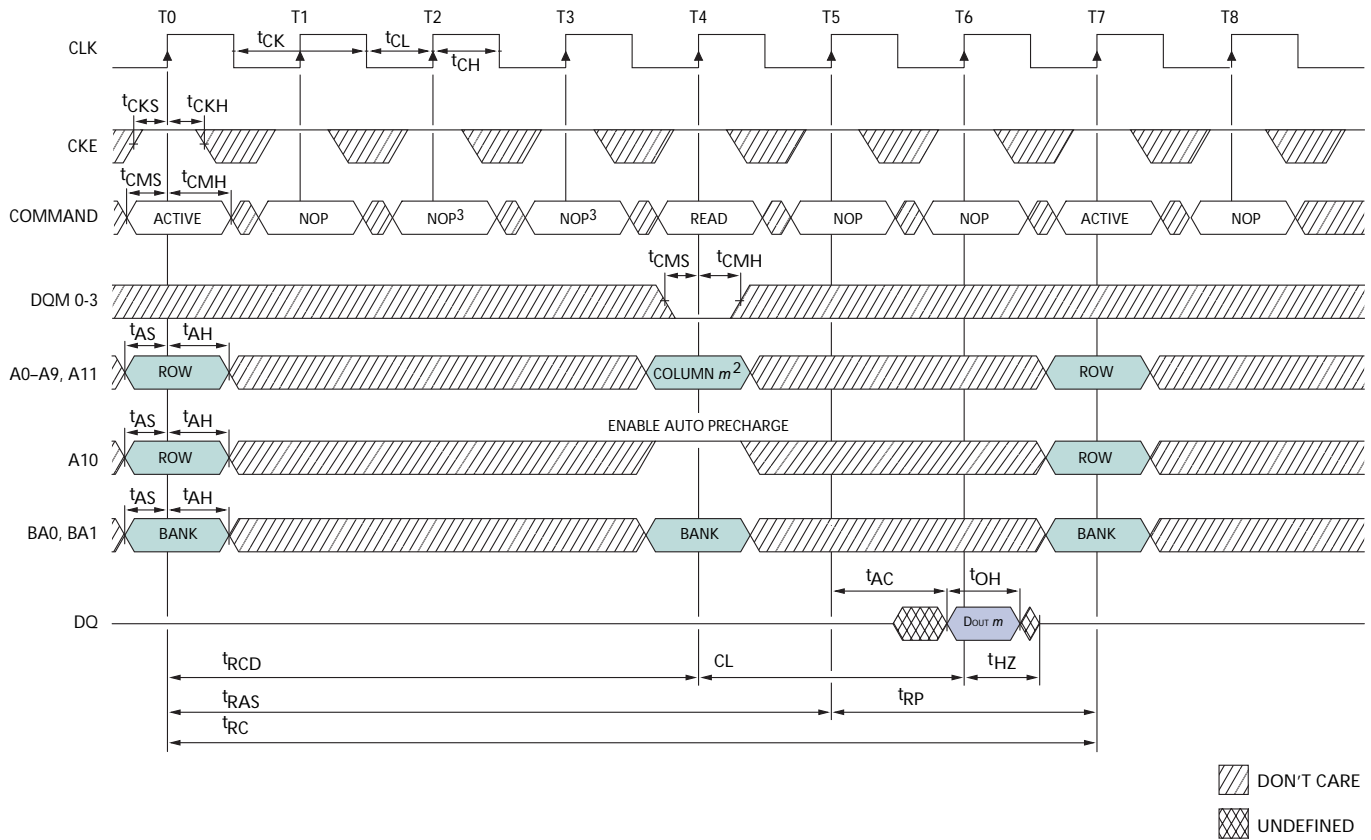 T0 T1 T2 T3 T4 T5 T6 T7 T8
CLK
tCK tCL
tCH
tCKS tCKH
CKE
tCMS tCMH
COMMAND ACTIVE NOP NOP3 NOP3 READ NOP NOP ACTIVE NOP
tCMS tCMH
DQM 0-3
tAS tAH
A0–A9, A11 ROW COLUMN m2 ROW
tAS tAH ENABLE AUTO PRECHARGE
A10 ROW ROW
tAS tAH
BA0, BA1 BANK BANK BANK
tAC tOH
DQ DOUT m
tRCD CL tHZ
tRAS tRP
tRC
DON'T CARE
UNDEFINED